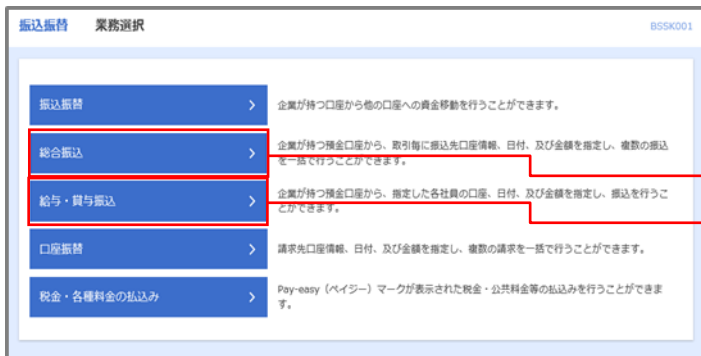 振込振替 業務選択 BSSK001
振込振替 企業が持つ口座から他の口座への資金移動を行うことができます。
総合振込 企業が持つ預金口座から、取引毎に振込先口座情報、日付、及び金額を指定し、複数の振込
を一括で行うことができます。
給与・賞与振込 企業が持つ預金口座から、指定した各社員の口座、日付、及び金額を指定し、振込を行うこ
とができます。
口座振替 請求先口座情報、日付、及び金額を指定し、複数の請求を一括で行うことができます。
税金・各種料金の払込み Pay-easy（ペイジー）マークが表示された税金・公共料金等の払込みを行うことができま
す。